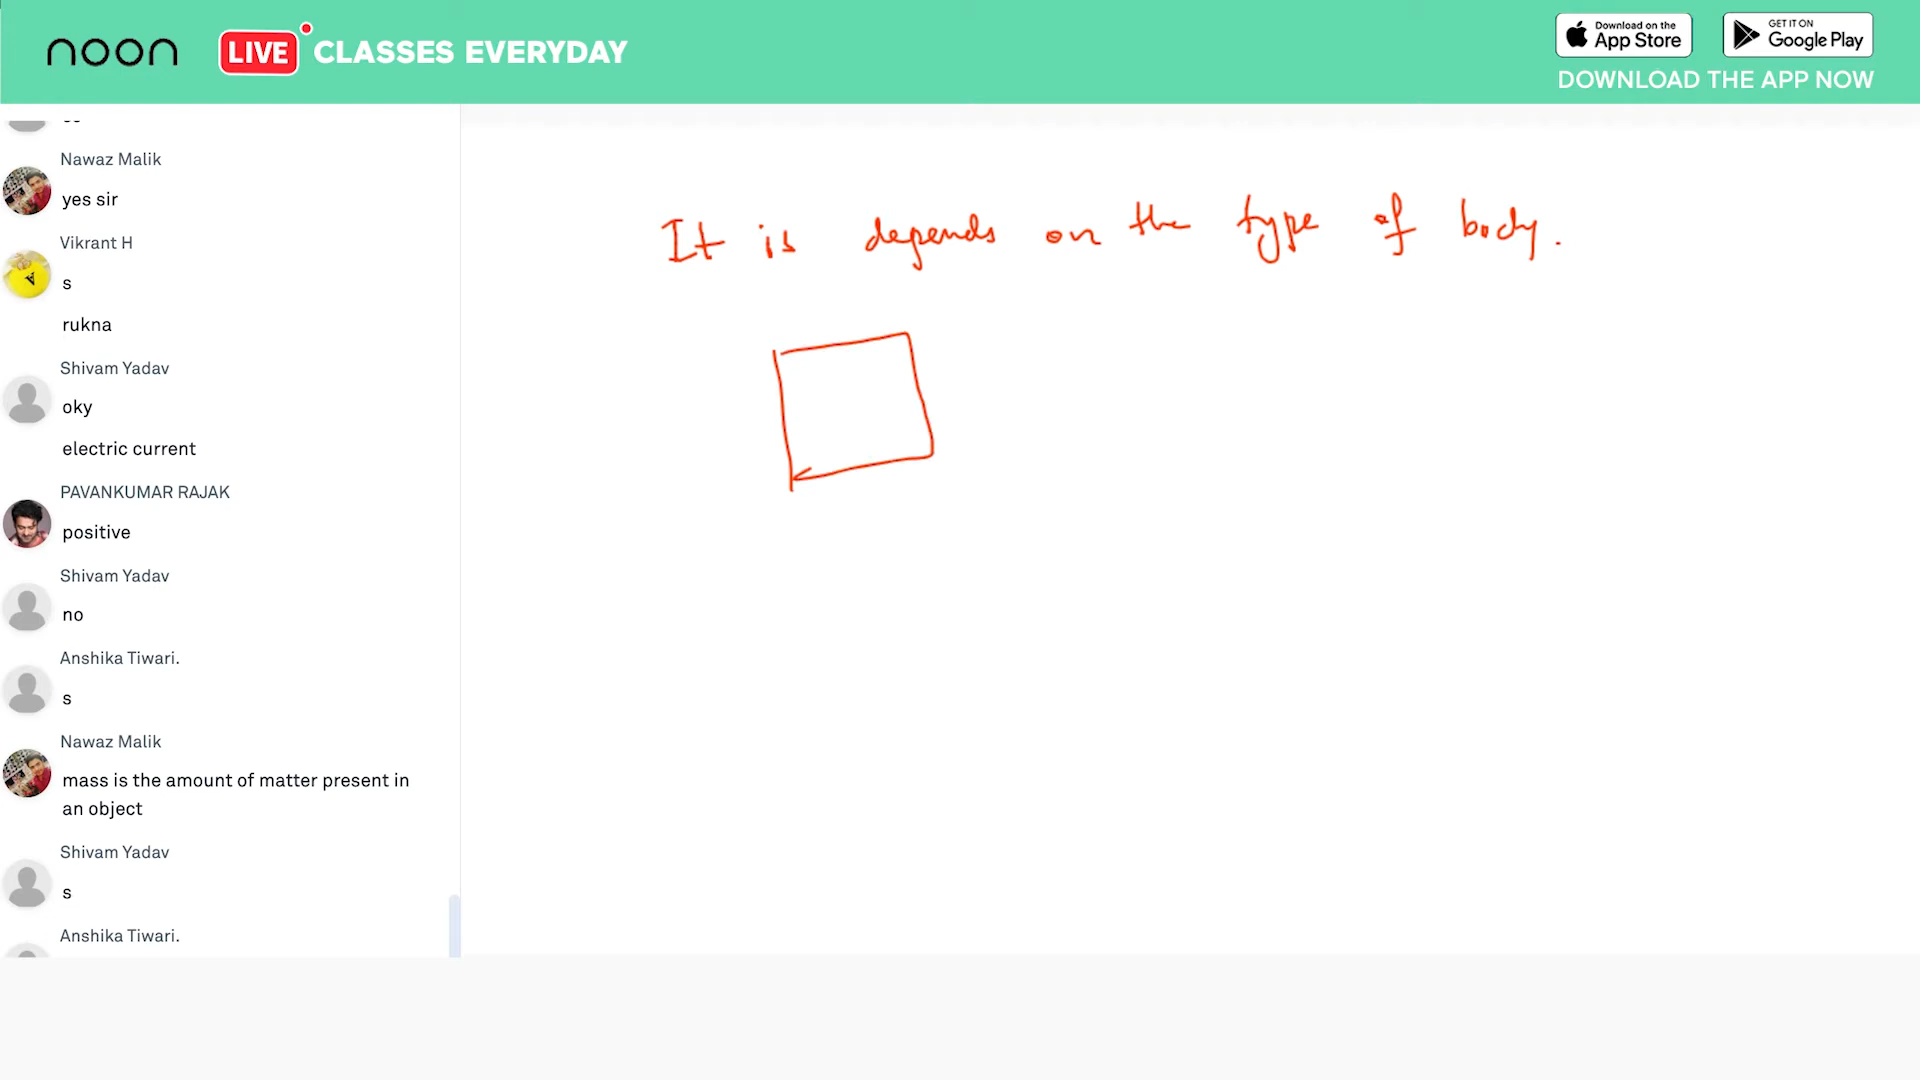 noon LIVE CLASSES EVERYDAY
Download on the App Store
GET IT ON Google Play
DOWNLOAD THE APP NOW
Nawaz Malik
yes sir
Vikrant H
s
rukna
Shivam Yadav
oky
electric current
PAVANKUMAR RAJAK
positive
Shivam Yadav
no
Anshika Tiwari.
s
Nawaz Malik
mass is the amount of matter present in
an object
Shivam Yadav
s
Anshika Tiwari.
It is depends on the type of body.